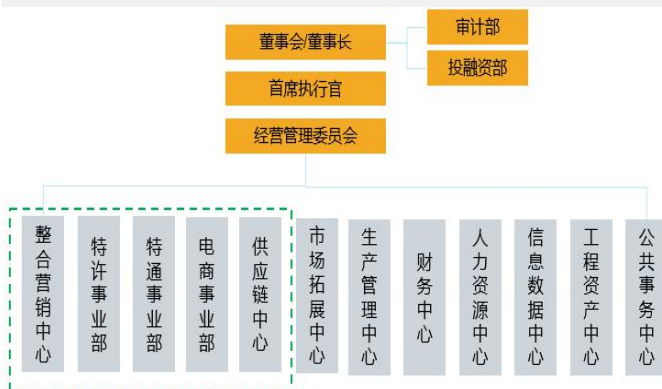 董事会/董事长
审计部
投融资部
首席执行官
经营管理委员会
整合营销中心
特许事业部
特通事业部
电商事业部
供应链中心
市场拓展中心
生产管理中心
财务中心
人力资源中心
信息数据中心
工程资产中心
公共事务中心